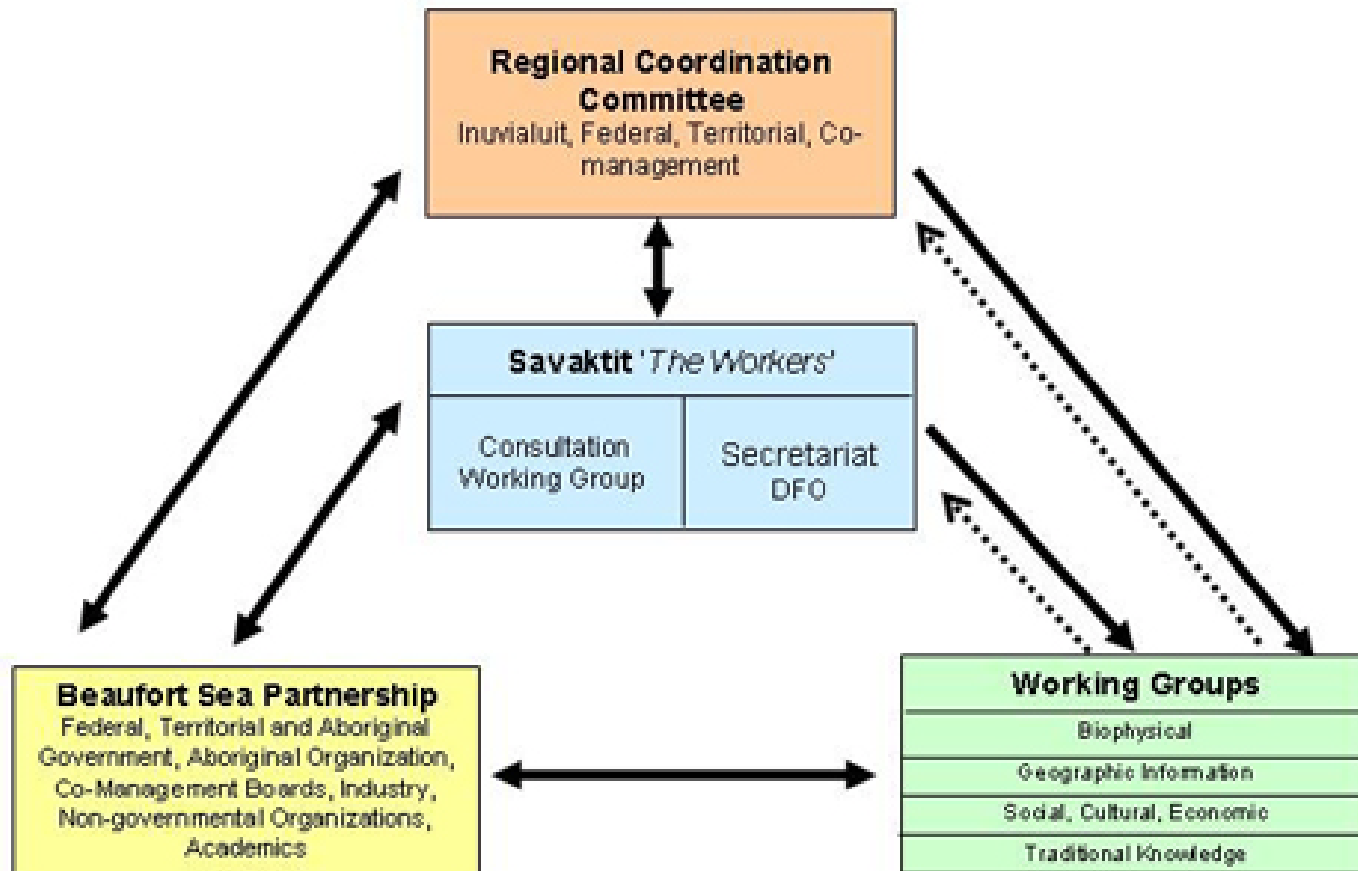 Regional Coordination
Committee
Inuvialuit, Federal, Territorial, Co-
management
Savaktit 'The Workers'
Consultation
Working Group
Secretariat
DFO
Beaufort Sea Partnership
Federal, Territorial and Aboriginal
Government, Aboriginal Organization,
Co-Management Boards, Industry,
Non-governmental Organizations,
Academics
Working Groups
Biophysical
Geographic Information
Social, Cultural, Economic
Traditional Knowledge